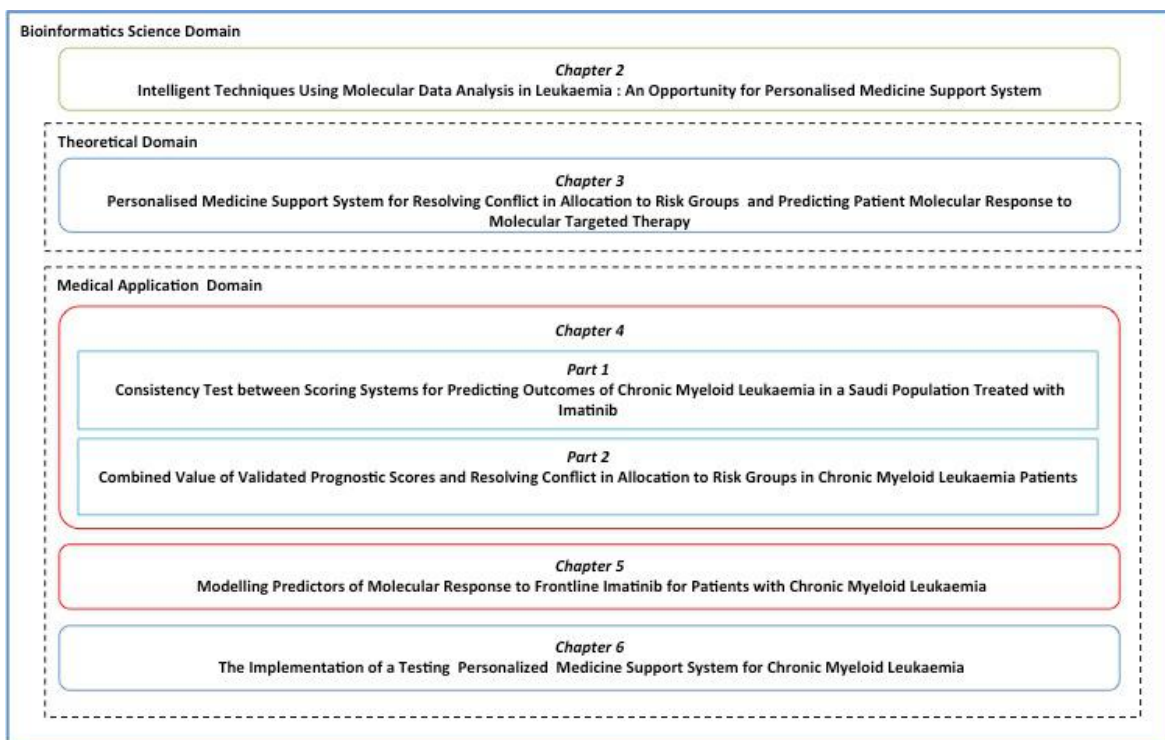 Bioinformatics Science Domain
Chapter 2
Intelligent Techniques Using Molecular Data Analysis in Leukaemia : An Opportunity for Personalised Medicine Support System
Theoretical Domain
Chapter 3
Personalised Medicine Support System for Resolving Conflict in Allocation to Risk Groups and Predicting Patient Molecular Response to
Molecular Targeted Therapy
Medical Application Domain
Chapter 4
Part 1
Consistency Test between Scoring Systems for Predicting Outcomes of Chronic Myeloid Leukaemia in a Saudi Population Treated with
Imatinib
Part 2
Combined Value of Validated Prognostic Scores and Resolving Conflict in Allocation to Risk Groups in Chronic Myeloid Leukaemia Patients
Chapter 5
Modelling Predictors of Molecular Response to Frontline Imatinib for Patients with Chronic Myeloid Leukaemia
Chapter 6
The Implementation of a Testing Personalized Medicine Support System for Chronic Myeloid Leukaemia